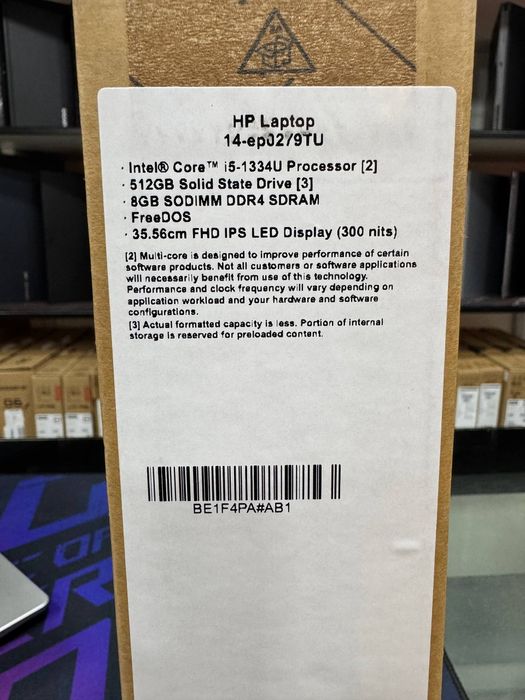 HP Laptop
14-ep0279TU
· Intel® Core™ i5-1334U Processor [2]
· 512GB Solid State Drive [3]
· 8GB SODIMM DDR4 SDRAM
· FreeDOS
· 35.56cm FHD IPS LED Display (300 nits)
[2] Multi-core is designed to improve performance of certain
software products. Not all customers or software applications
will necessarily benefit from use of this technology.
Performance and clock frequency will vary depending on
application workload and your hardware and software
configurations.
[3] Actual formatted capacity is less. Portion of internal
storage is reserved for preloaded content.
BE1F4PA#AB1